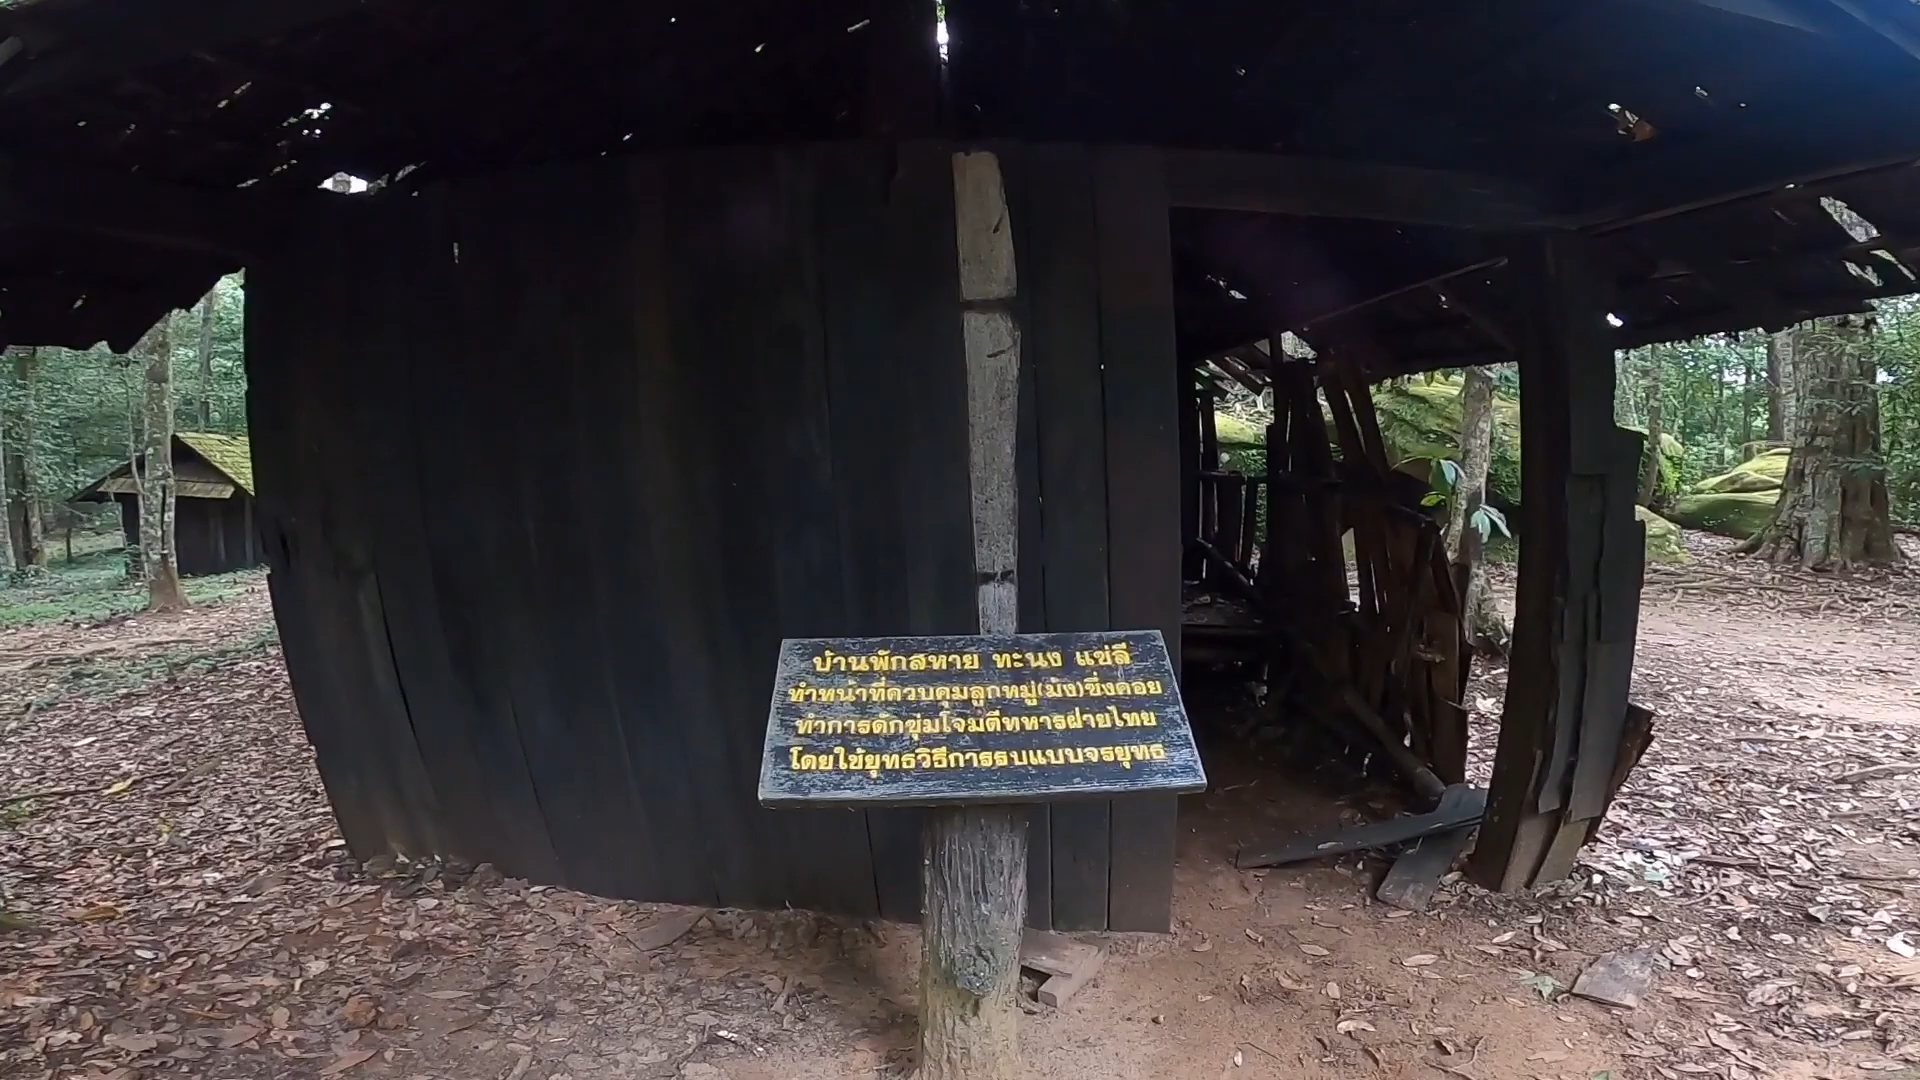 บ้านพักสหาย ทะนง แซ่ลี
ทำหน้าที่ควบคุมลูกหมู่(ม้ง)ซึ่งคอย
ทำการดักซุ่มโจมตีทหารฝ่ายไทย
โดยใช้ยุทธวิธีการรบแบบจรยุทธ